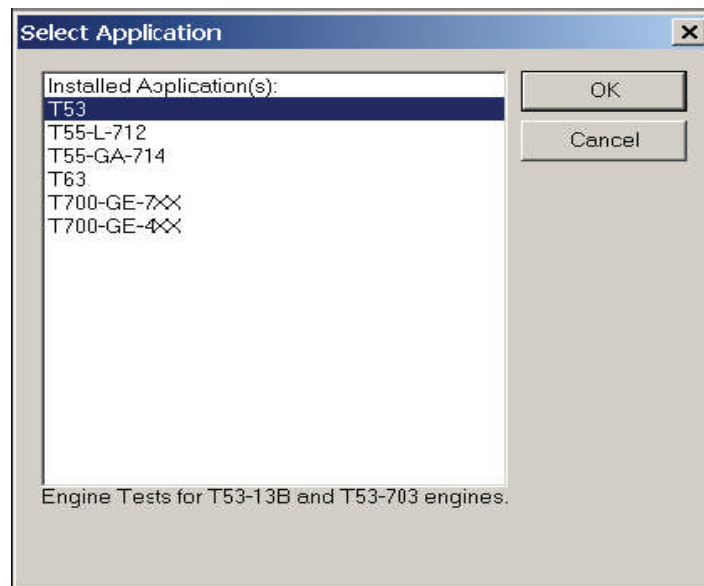 Select Application
Installed Application(s):
T53
T55-L-712
T55-GA-714
T63
T700-GE-7XX
T700-GE-4XX
OK
Cancel
Engine Tests for T53-13B and T53-703 engines.